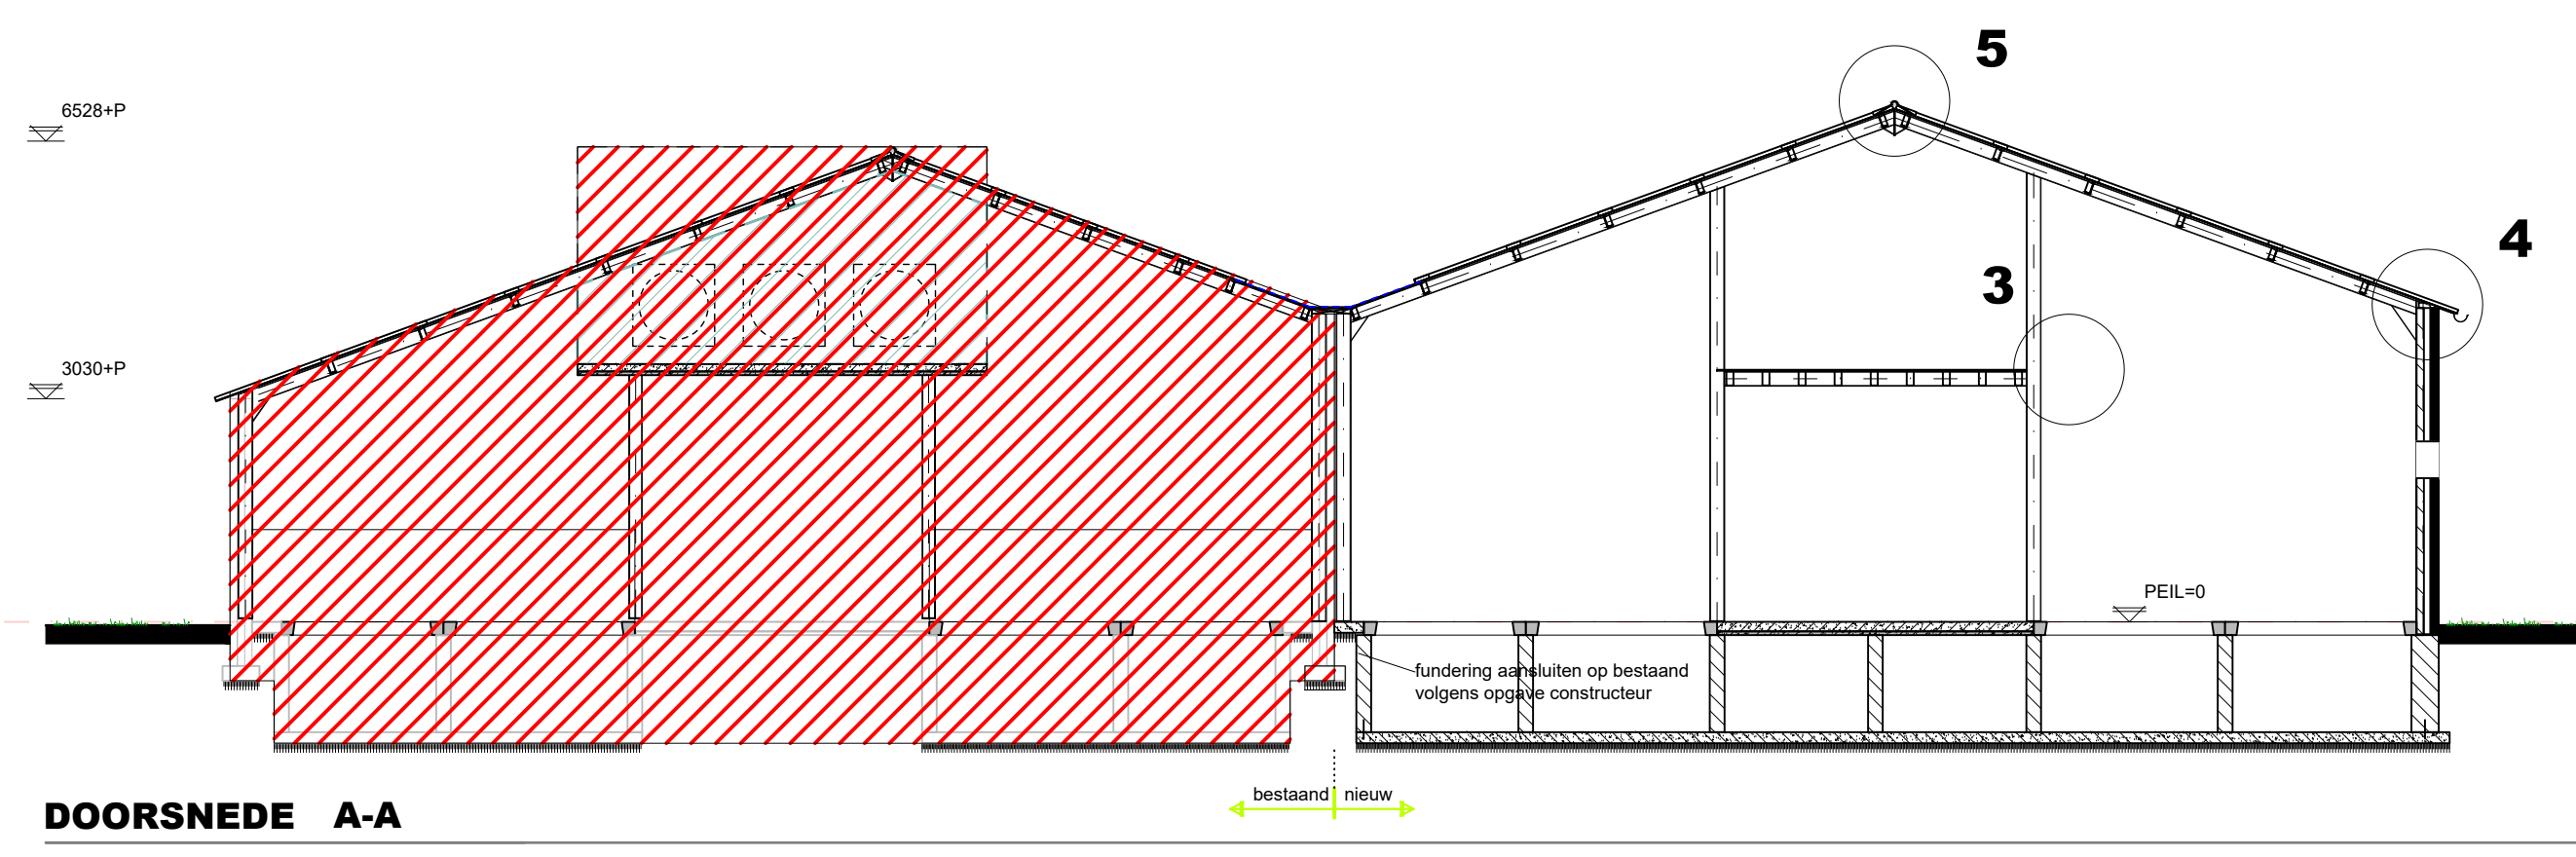 5
6528+P
4
3
3030+P
PEIL=0
fundering aansluiten op bestaand
volgens opgave constructeur
bestaand nieuw
DOORSNEDE A-A